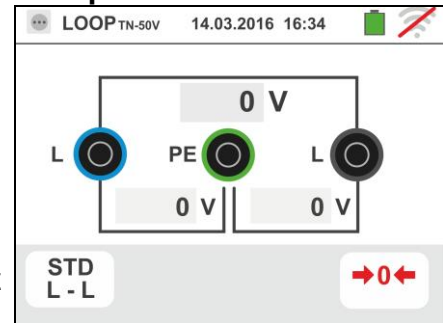 LOOP TN-50V 14.03.2016 16:34
0 V
L PE L
0 V 0 V
STD
L - L
→0←